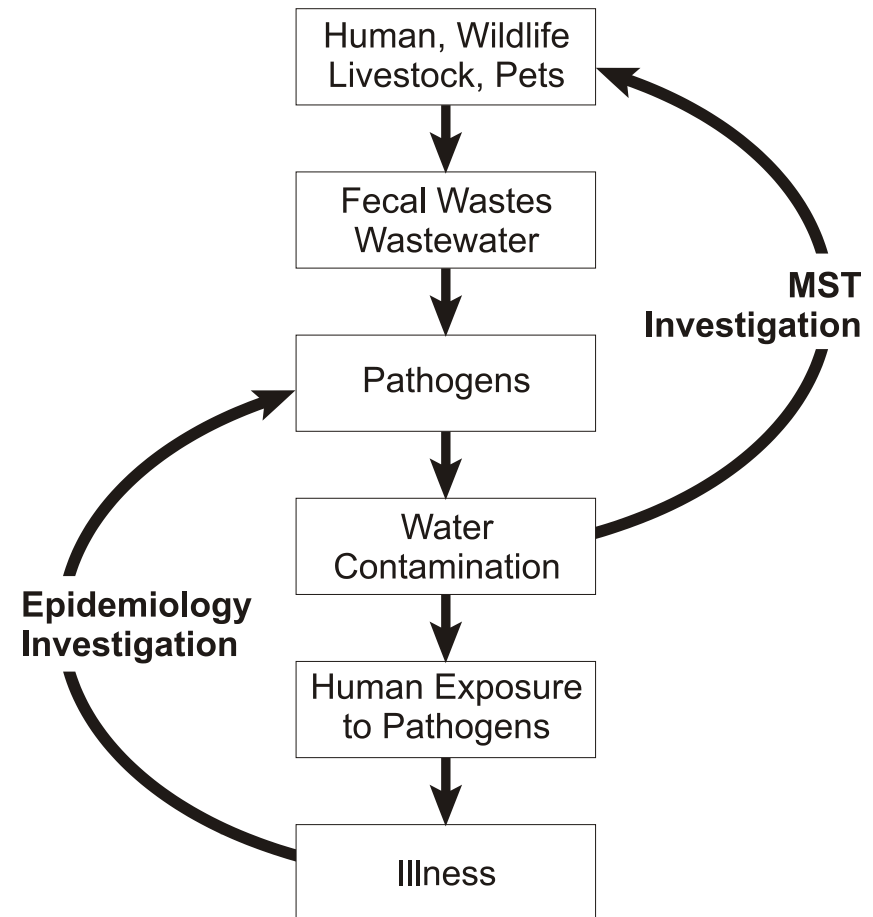 Human, Wildlife
Livestock, Pets
Fecal Wastes
Wastewater
MST
Investigation
Pathogens
Water
Contamination
Epidemiology
Investigation
Human Exposure
to Pathogens
Illness